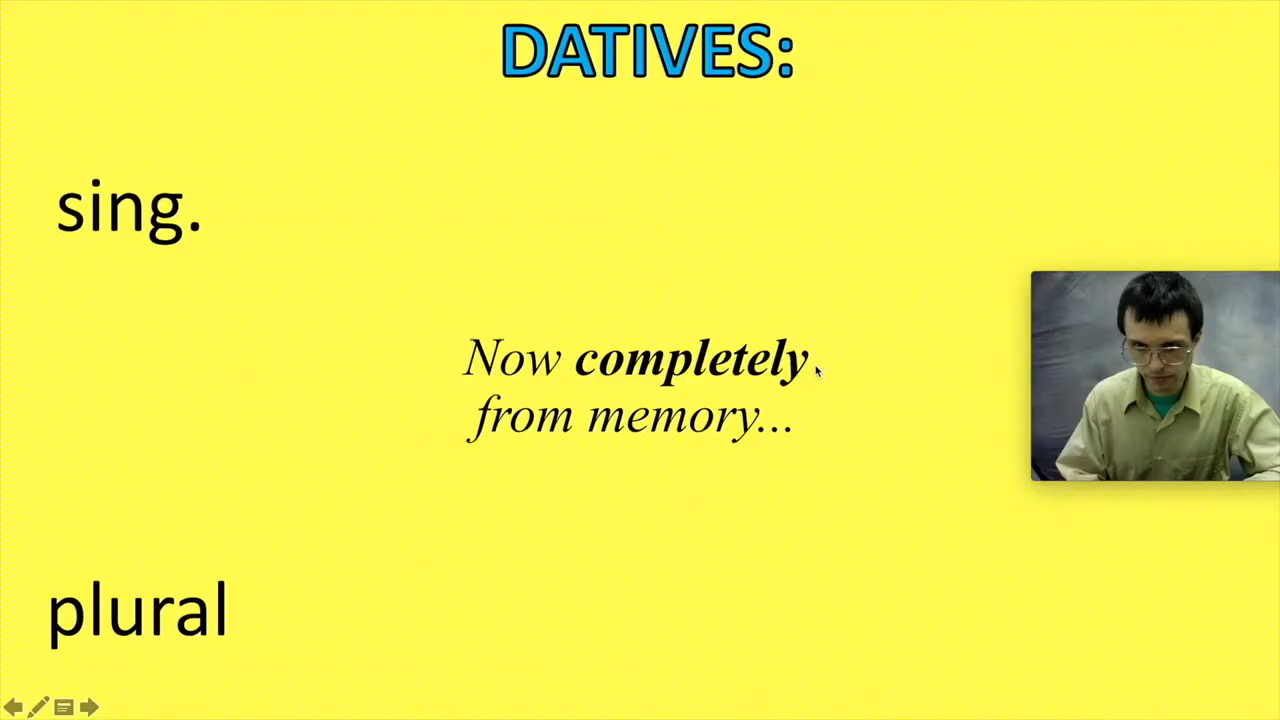 DATIVES:
sing.
Now completely
from memory...
plural